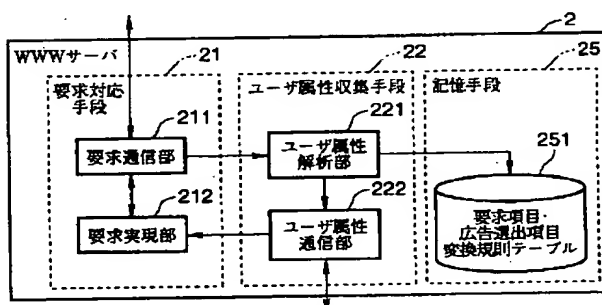 2
WWWサーバ
21
22
25
要求対応
手段
ユーザ属性収集手段
記憶手段
211
221
251
要求通信部
ユーザ属性
解析部
212
222
要求実現部
ユーザ属性
通信部
要求項目・
広告選出項目
変換規則テーブル